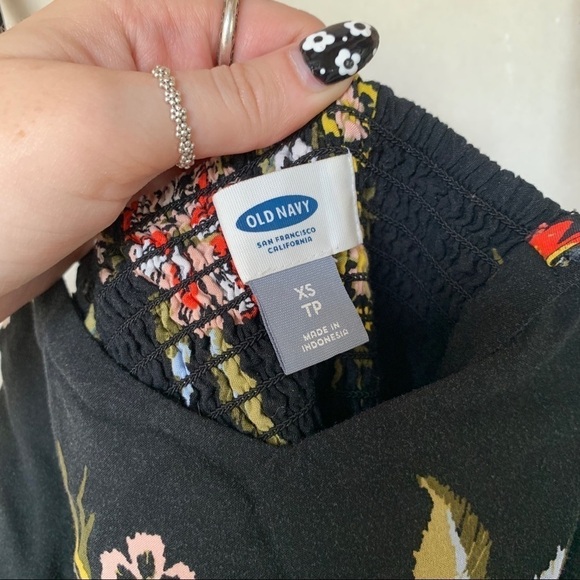 OLD NAVY
SAN FRANCISCO
CALIFORNIA
XS
TP
MADE IN
INDONESIA